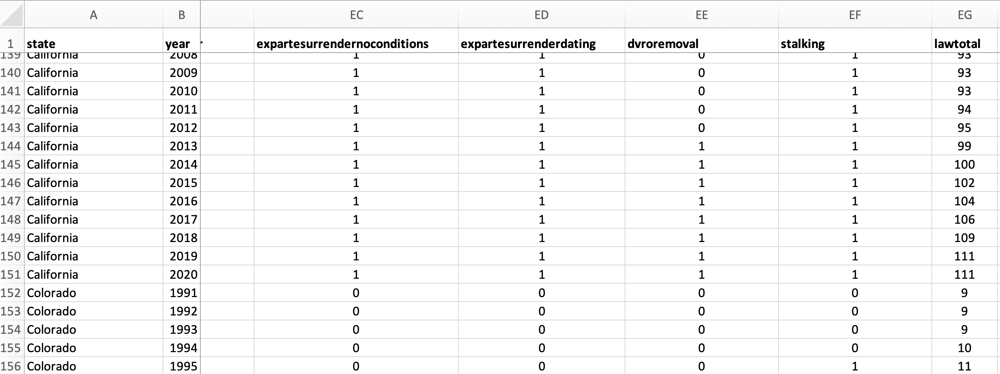 A B EC ED EE EF EG
1 state year r expartesurrendernoconditions expartesurrenderdating dvroremoval stalking lawtotal
139 California 2008 1 1 0 1 93
140 California 2009 1 1 0 1 93
141 California 2010 1 1 0 1 93
142 California 2011 1 1 0 1 94
143 California 2012 1 1 0 1 95
144 California 2013 1 1 1 1 99
145 California 2014 1 1 1 1 100
146 California 2015 1 1 1 1 102
147 California 2016 1 1 1 1 104
148 California 2017 1 1 1 1 106
149 California 2018 1 1 1 1 109
150 California 2019 1 1 1 1 111
151 California 2020 1 1 1 1 111
152 Colorado 1991 0 0 0 0 9
153 Colorado 1992 0 0 0 0 9
154 Colorado 1993 0 0 0 0 9
155 Colorado 1994 0 0 0 0 10
156 Colorado 1995 0 0 0 1 11